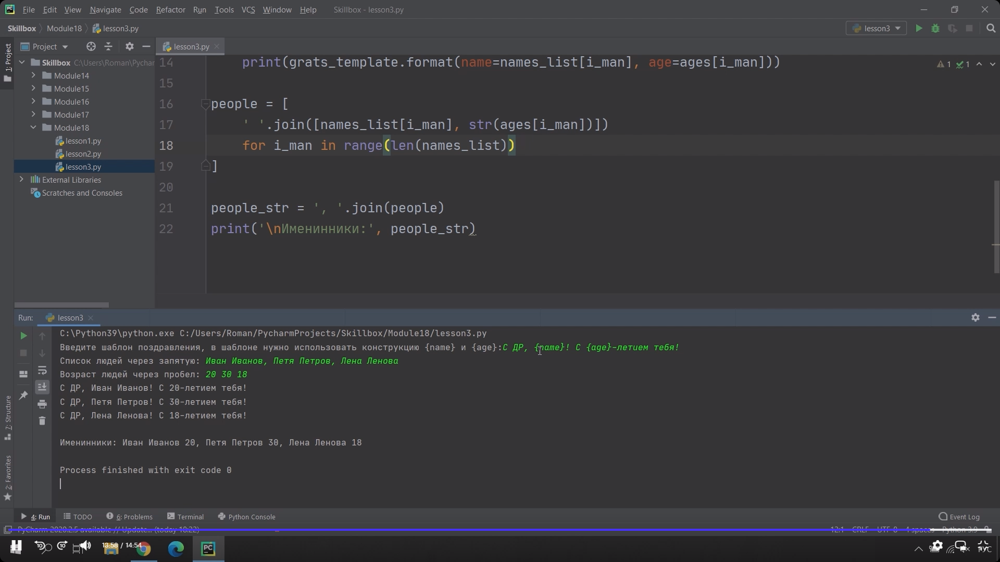 File Edit View Navigate Code Refactor Run Tools VCS Window Help Skillbox - lesson3.py
Skillbox Module18 lesson3.py lesson3
1: Project
Project
lesson3.py
Skillbox C:\Users\Roman\Pychar
Module14
Module15
Module16
Module17
Module18
lesson1.py
lesson2.py
lesson3.py
External Libraries
Scratches and Consoles
14 print(grats_template.format(name=names_list[i_man], age=ages[i_man]))
1 1
15
16 people = [
17 ' '.join([names_list[i_man], str(ages[i_man])])
18 for i_man in range(len(names_list))
19 ]
20
21 people_str = ', '.join(people)
22 print('\nИменинники:', people_str)
Run: lesson3
C:\Python39\python.exe C:/Users/Roman/PycharmProjects/Skillbox/Module18/lesson3.py
Введите шаблон поздравления, в шаблоне нужно использовать конструкцию {name} и {age}:С ДР, {name}! С {age}-летием тебя!
Список людей через запятую: Иван Иванов, Петя Петров, Лена Ленова
Возраст людей через пробел: 20 30 18
С ДР, Иван Иванов! С 20-летием тебя!
С ДР, Петя Петров! С 30-летием тебя!
С ДР, Лена Ленова! С 18-летием тебя!
Именинники: Иван Иванов 20, Петя Петров 30, Лена Ленова 18
Process finished with exit code 0
7: Structure
2: Favorites
4: Run TODO 6: Problems Terminal Python Console Event Log
PyCharm 2020.2.5 available // Update... (today 18:22) 12:1 CRLF UTF-8 4 spaces Python 3.9
10 10 13:58 / 14:54 PC РУС